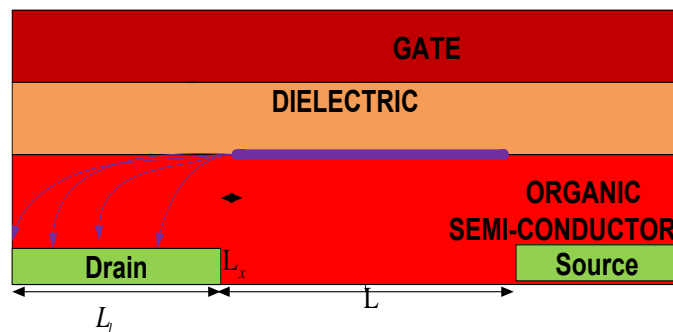 GATE
DIELECTRIC
ORGANIC
SEMI-CONDUCTOR
Drain
Lx
Source
L
Ll